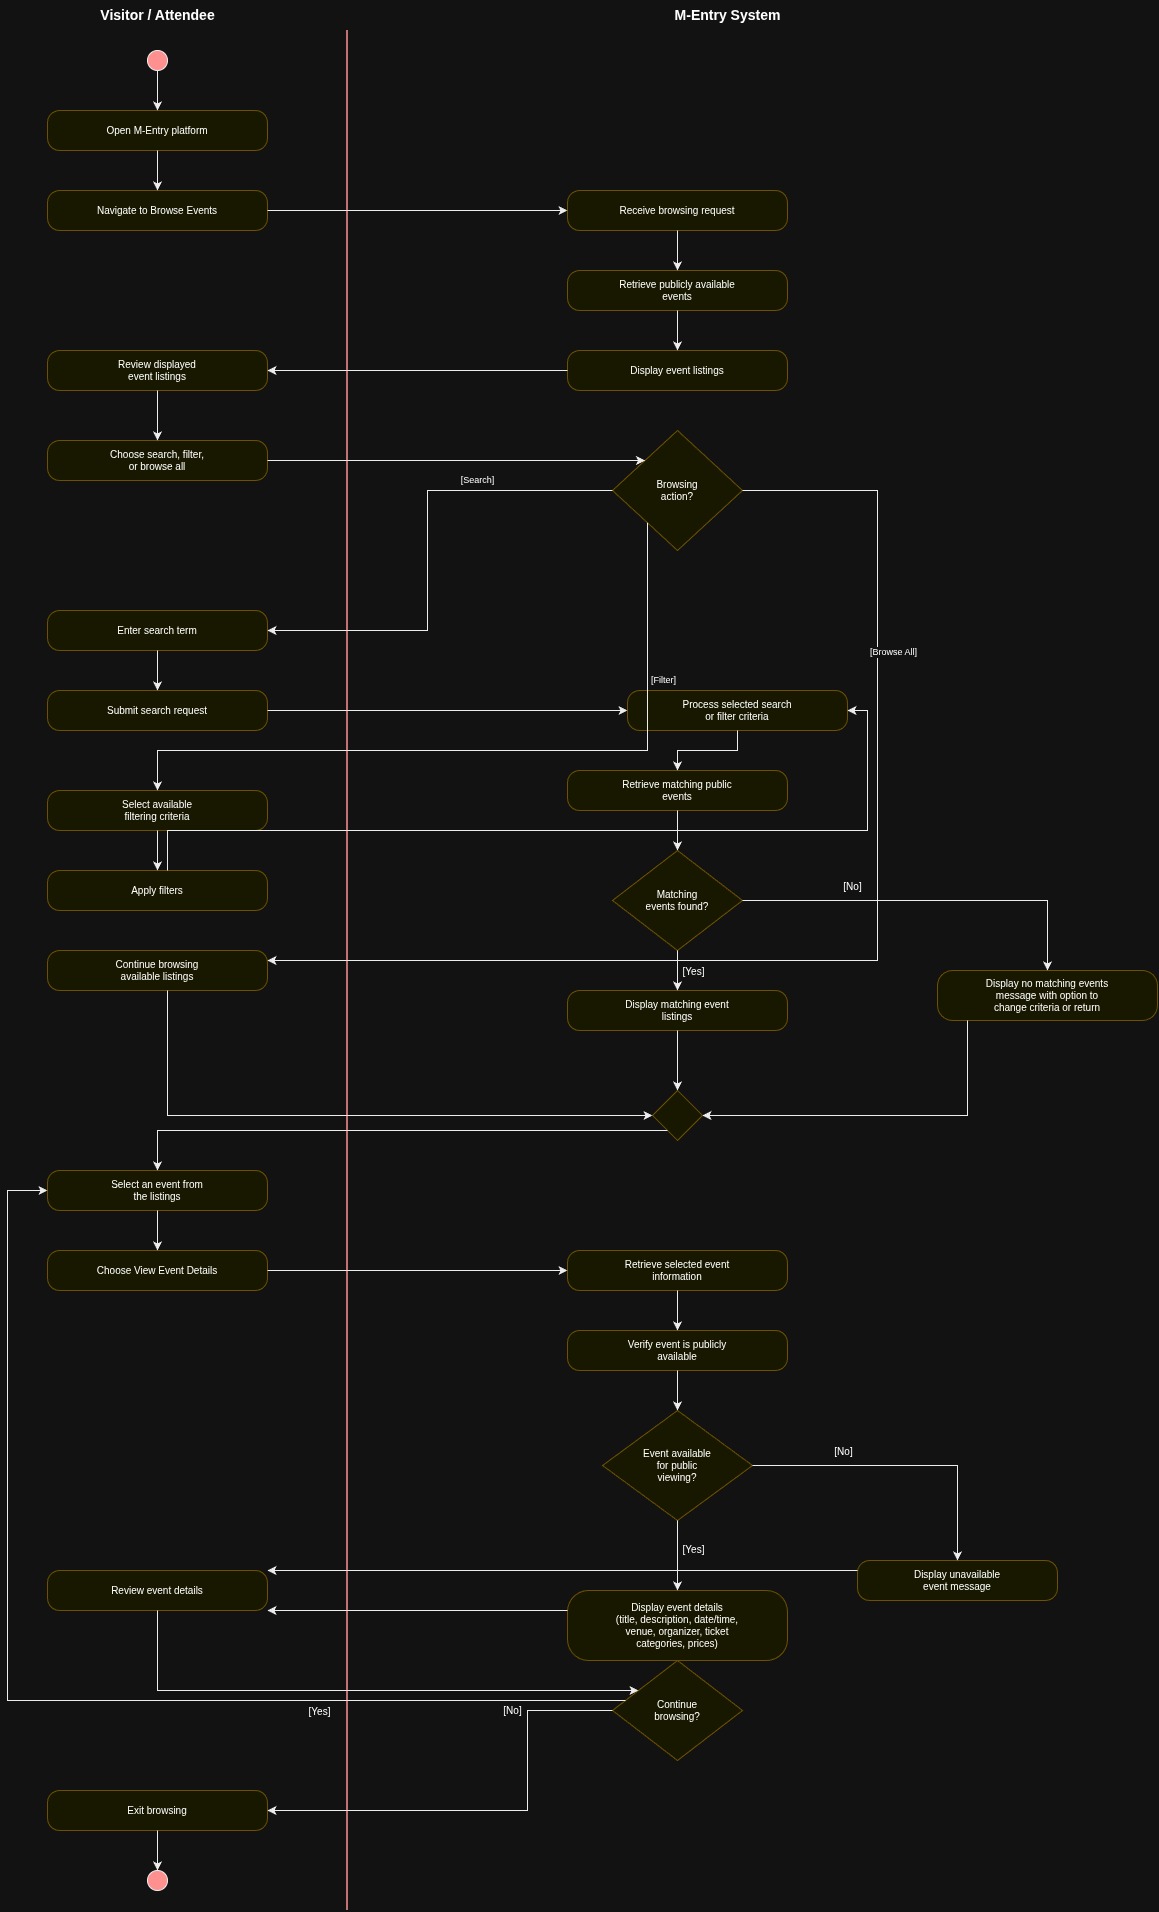 Visitor / Attendee
M-Entry System
Open M-Entry platform
Navigate to Browse Events
Receive browsing request
Retrieve publicly available
events
Review displayed
event listings
Display event listings
Choose search, filter,
or browse all
Browsing
action?
[Search]
Enter search term
[Browse All]
[Filter]
Submit search request
Process selected search
or filter criteria
Retrieve matching public
events
Select available
filtering criteria
Apply filters
Matching
events found?
[No]
Continue browsing
available listings
[Yes]
Display no matching events
message with option to
change criteria or return
Display matching event
listings
Select an event from
the listings
Choose View Event Details
Retrieve selected event
information
Verify event is publicly
available
Event available
for public
viewing?
[No]
[Yes]
Display unavailable
event message
Review event details
Display event details
(title, description, date/time,
venue, organizer, ticket
categories, prices)
Continue
browsing?
[Yes]
[No]
Exit browsing